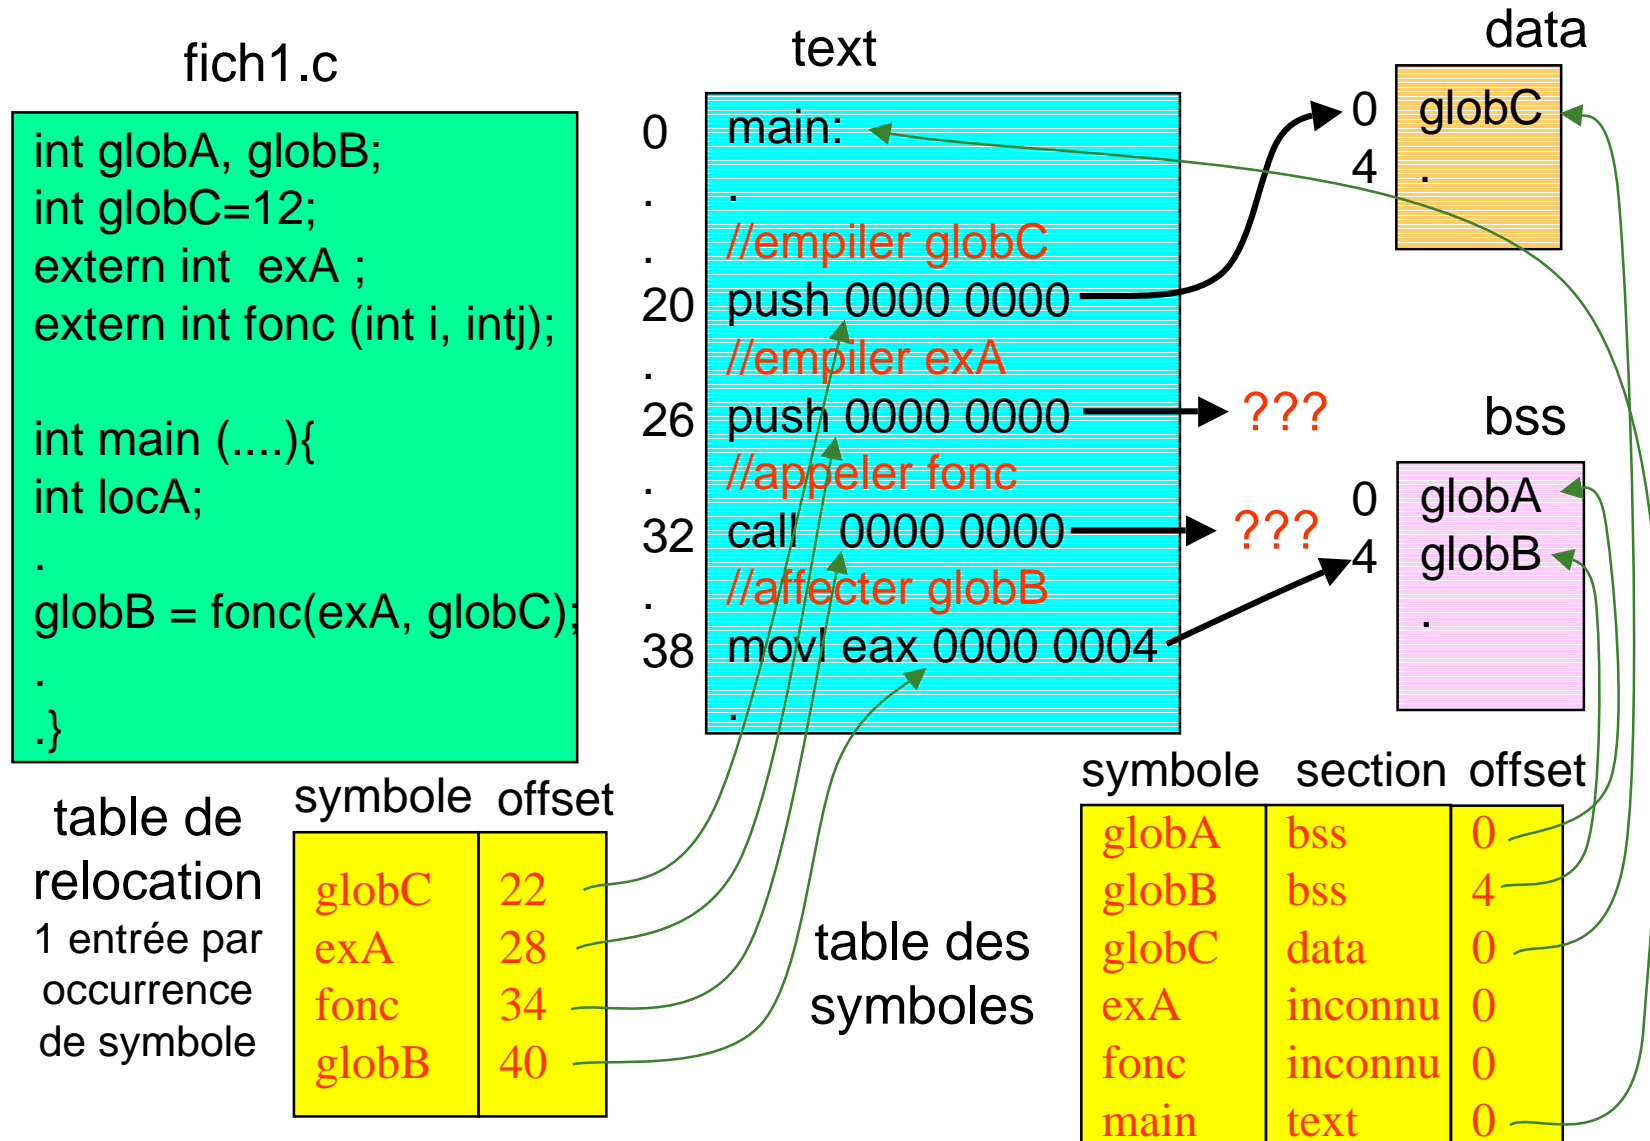 fich1.c
int globA, globB;
int globC=12;
extern int exA ;
extern int fonc (int i, intj);
int main (....){
int locA;
.
globB = fonc(exA, globC);
.
.}
text
0 main:
. .
. //empiler globC
20 push 0000 0000
. //empiler exA
26 push 0000 0000 ???
. //appeler fonc
32 call 0000 0000 ???
. //affecter globB
38 movl eax 0000 0004
.
data
0 globC
4 .
bss
0 globA
4 globB
.
table de
relocation
1 entrée par
occurrence
de symbole
symbole offset
globC 22
exA 28
fonc 34
globB 40
table des
symboles
symbole section offset
globA bss 0
globB bss 4
globC data 0
exA inconnu 0
fonc inconnu 0
main text 0